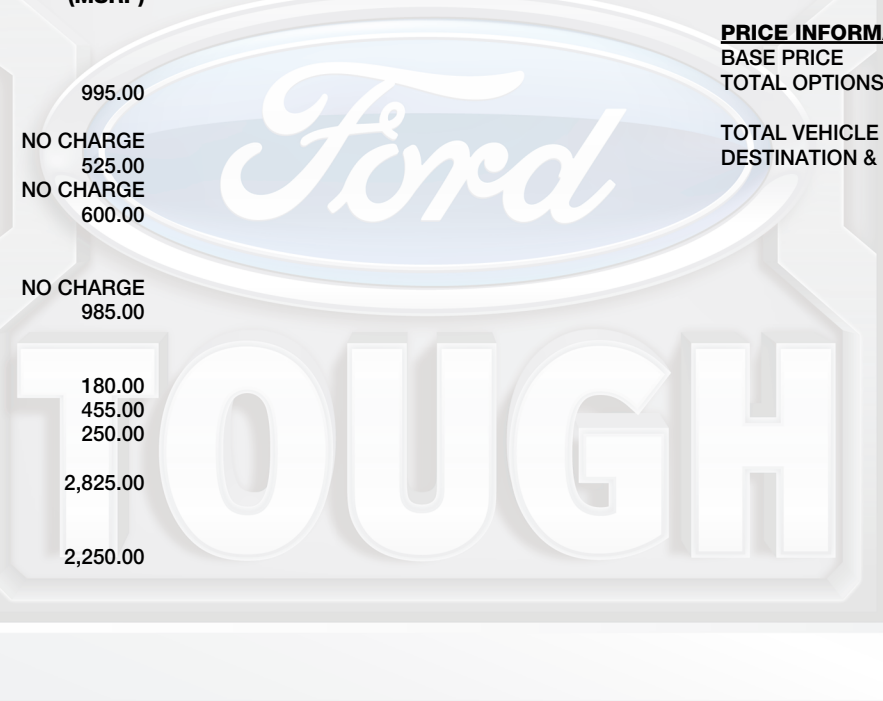 (MSRP)
995.00
NO CHARGE
525.00
NO CHARGE
600.00
NO CHARGE
985.00
180.00
455.00
250.00
2,825.00
2,250.00
PRICE INFORMA
BASE PRICE
TOTAL OPTIONS
TOTAL VEHICLE
DESTINATION &
Ford
TOUGH